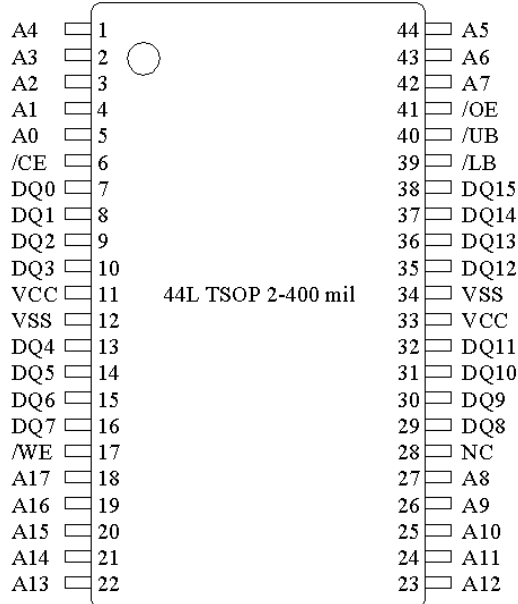 A4 1 44 A5
A3 2 43 A6
A2 3 42 A7
A1 4 41 /OE
A0 5 40 /UB
/CE 6 39 /LB
DQ0 7 38 DQ15
DQ1 8 37 DQ14
DQ2 9 36 DQ13
DQ3 10 35 DQ12
VCC 11 44L TSOP 2-400 mil 34 VSS
VSS 12 33 VCC
DQ4 13 32 DQ11
DQ5 14 31 DQ10
DQ6 15 30 DQ9
DQ7 16 29 DQ8
/WE 17 28 NC
A17 18 27 A8
A16 19 26 A9
A15 20 25 A10
A14 21 24 A11
A13 22 23 A12